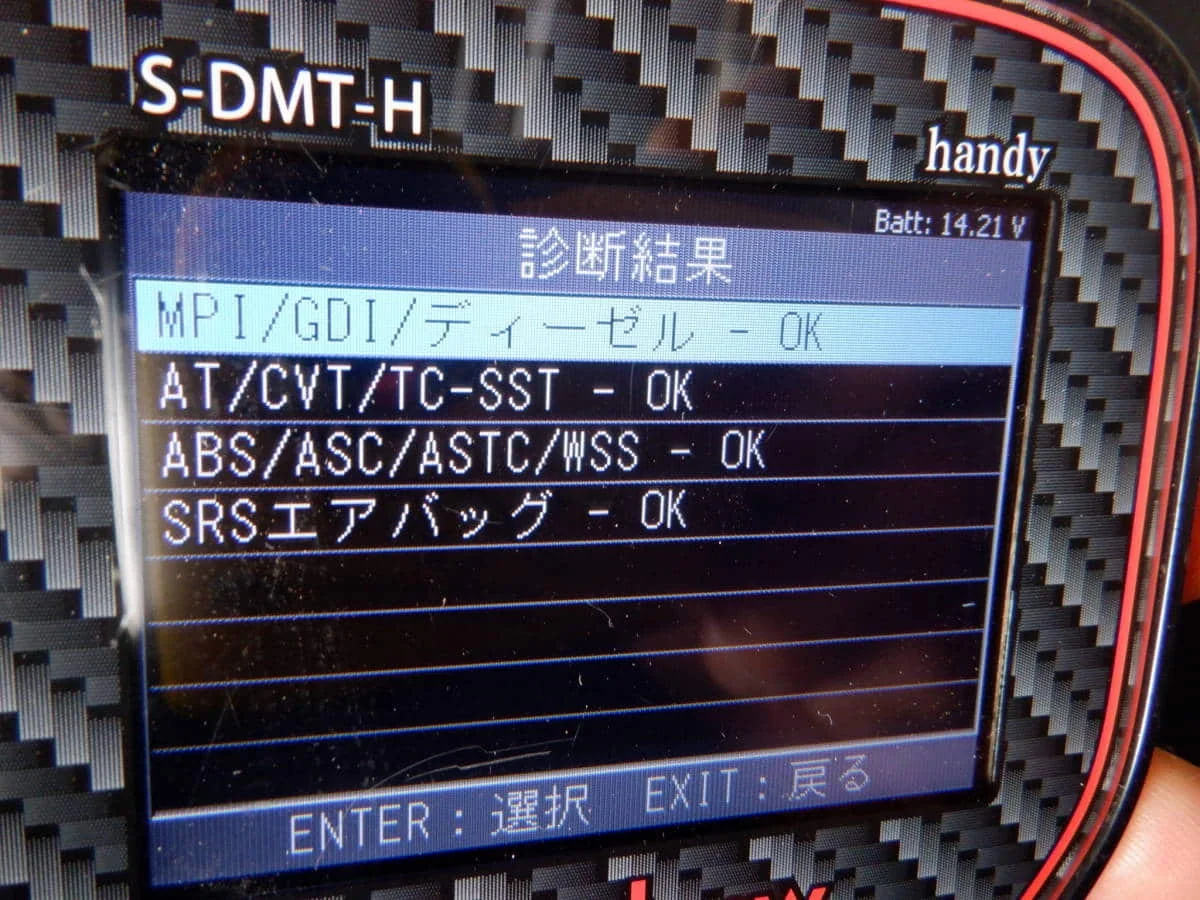 S-DMT-H
handy
Batt: 14.21 V
診断結果
MPI/GDI/ディーゼル - OK
AT/CVT/TC-SST - OK
ABS/ASC/ASTC/WSS - OK
SRSエアバッグ - OK
ENTER：選択 EXIT：戻る